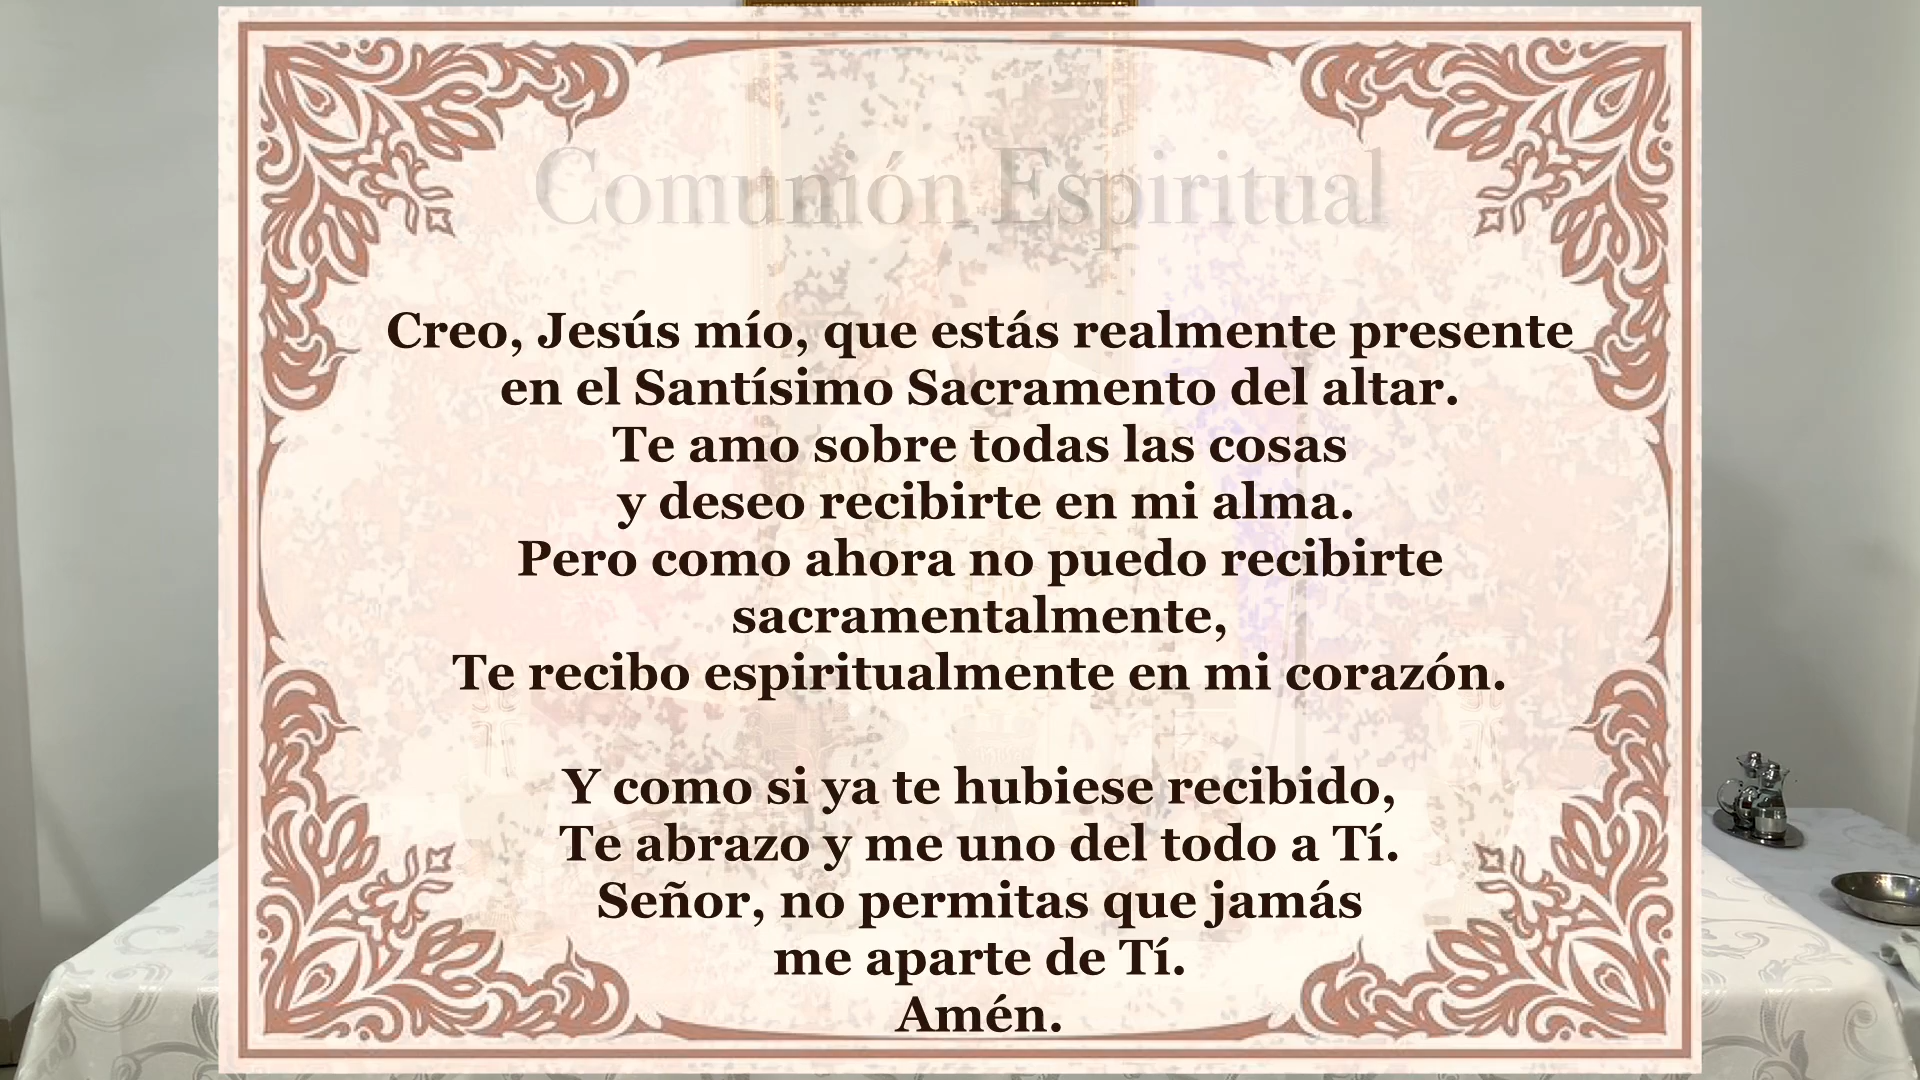 Comunión Espiritual
Creo, Jesús mío, que estás realmente presente
en el Santísimo Sacramento del altar.
Te amo sobre todas las cosas
y deseo recibirte en mi alma.
Pero como ahora no puedo recibirte
sacramentalmente,
Te recibo espiritualmente en mi corazón.
Y como si ya te hubiese recibido,
Te abrazo y me uno del todo a Tí.
Señor, no permitas que jamás
me aparte de Tí.
Amén.